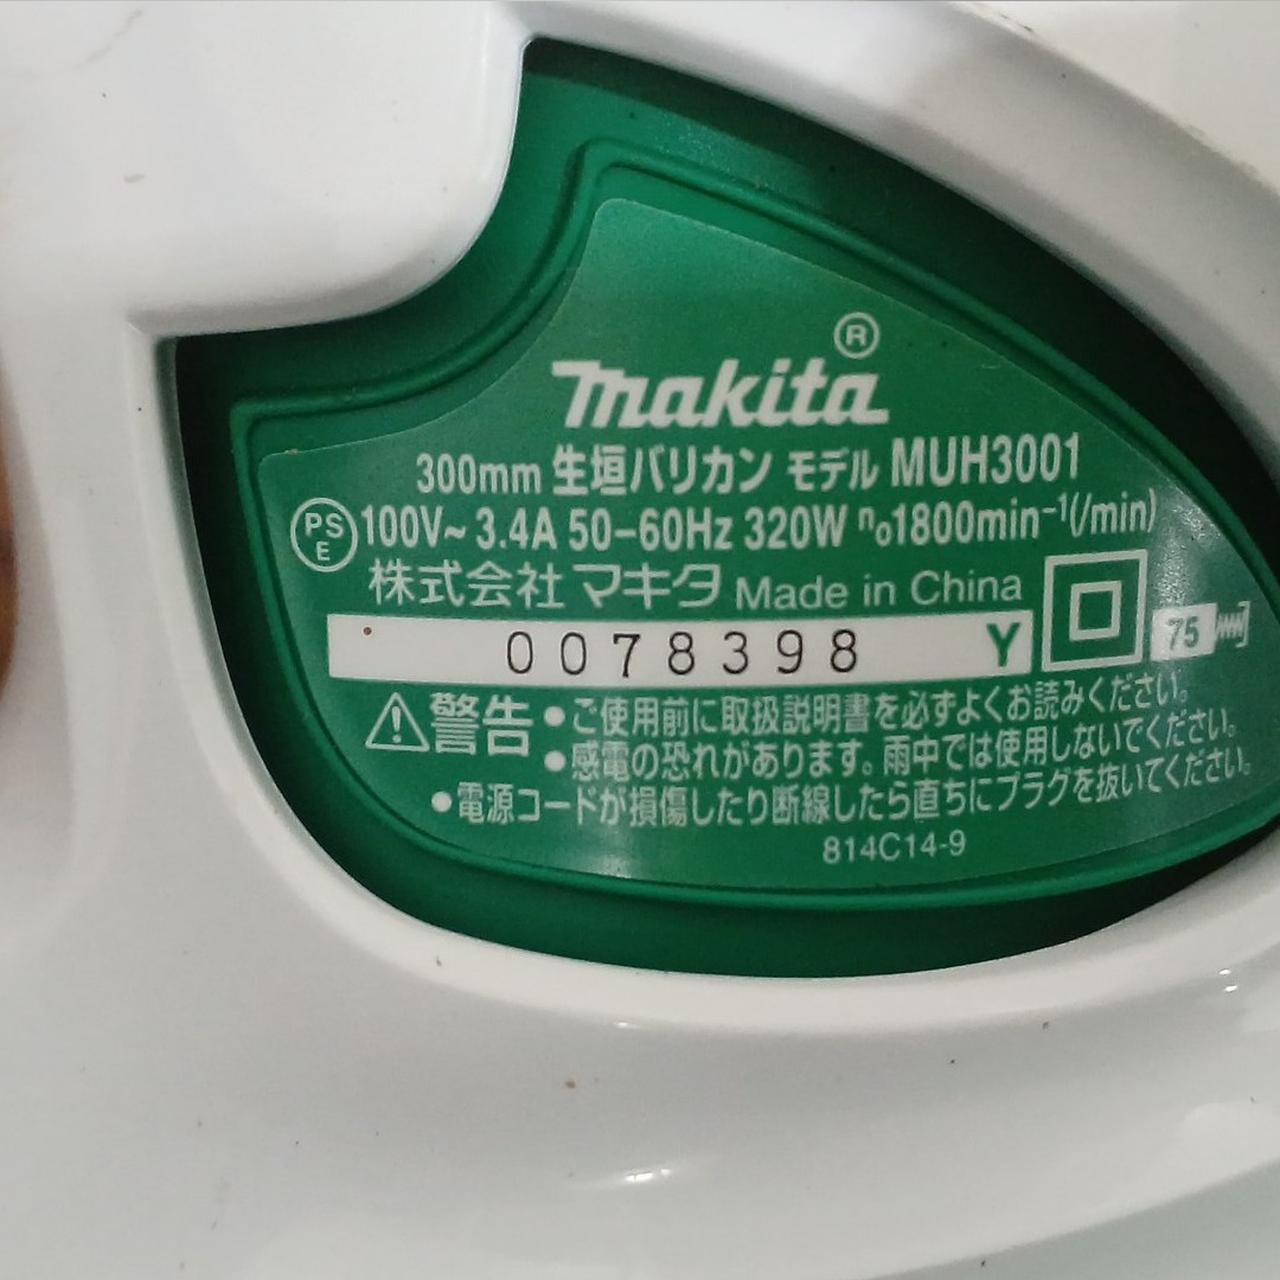 makita®
300mm 生垣バリカン モデル MUH3001
PSE 100V~ 3.4A 50-60Hz 320W n₀1800min⁻¹(/min)
株式会社マキタ Made in China
0078398 Y 75
⚠警告 ●ご使用前に取扱説明書を必ずよくお読みください。
●感電の恐れがあります。雨中では使用しないでください。
●電源コードが損傷したり断線したら直ちにプラグを抜いてください。
814C14-9